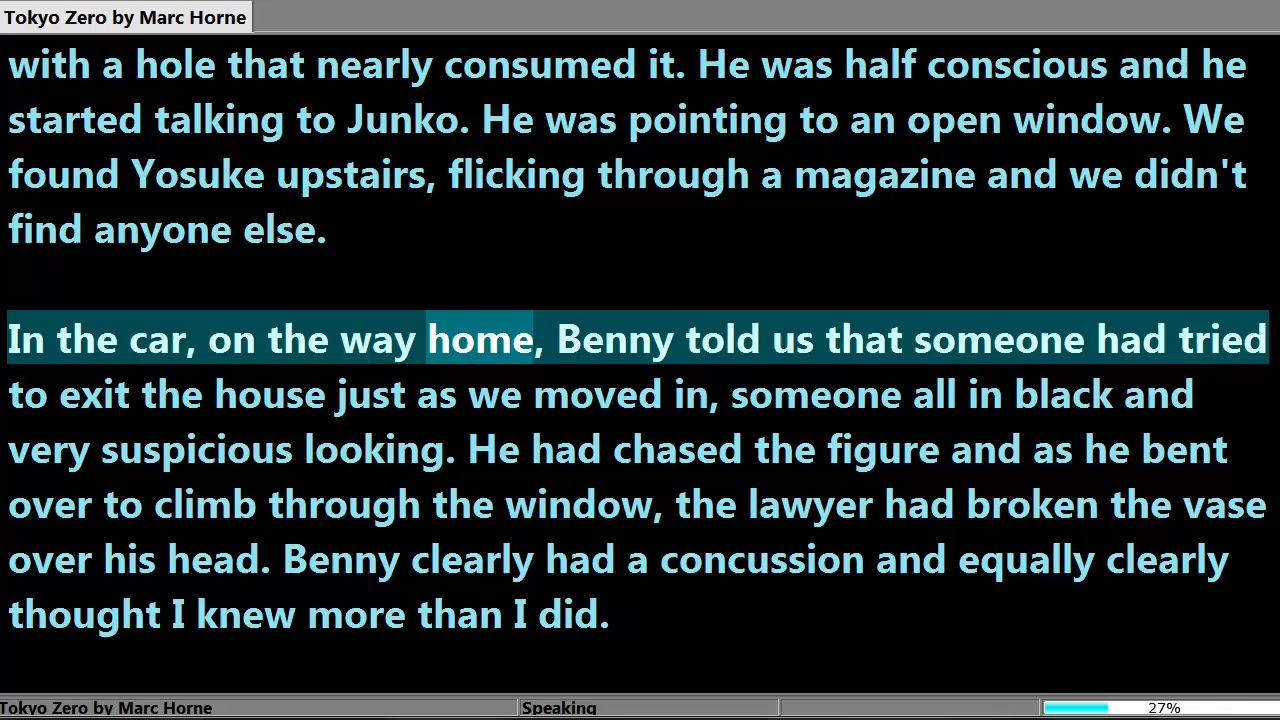 Tokyo Zero by Marc Horne
with a hole that nearly consumed it. He was half conscious and he
started talking to Junko. He was pointing to an open window. We
found Yosuke upstairs, flicking through a magazine and we didn't
find anyone else.
In the car, on the way home, Benny told us that someone had tried
to exit the house just as we moved in, someone all in black and
very suspicious looking. He had chased the figure and as he bent
over to climb through the window, the lawyer had broken the vase
over his head. Benny clearly had a concussion and equally clearly
thought I knew more than I did.
Tokyo Zero by Marc Horne
Speaking
27%